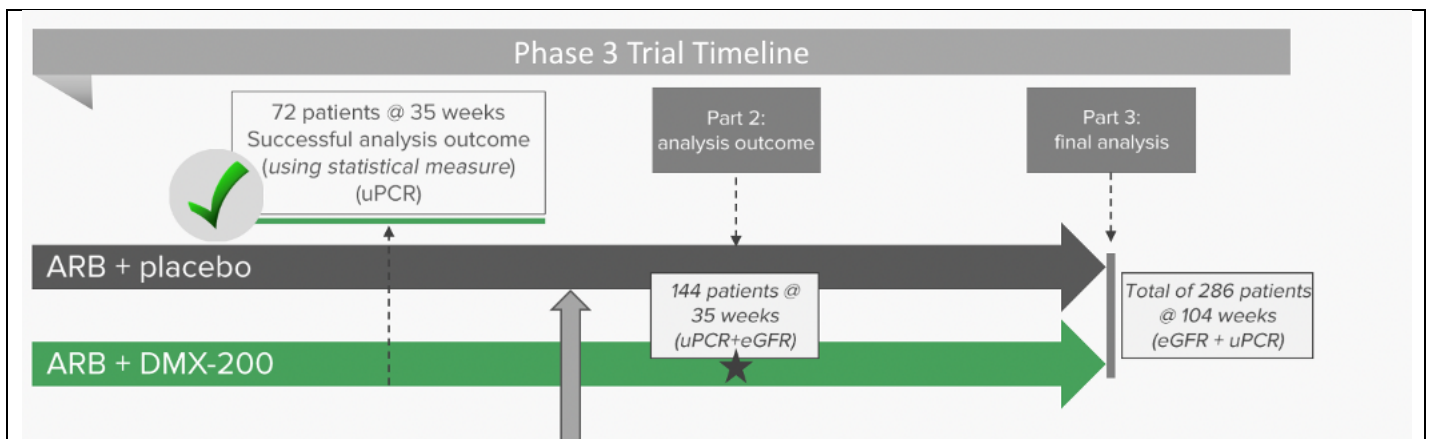 Phase 3 Trial Timeline
72 patients @ 35 weeks
Successful analysis outcome
(using statistical measure)
(uPCR)
Part 2:
analysis outcome
Part 3:
final analysis
ARB + placebo
144 patients @
35 weeks
(uPCR+eGFR)
Total of 286 patients
@ 104 weeks
(eGFR + uPCR)
ARB + DMX-200